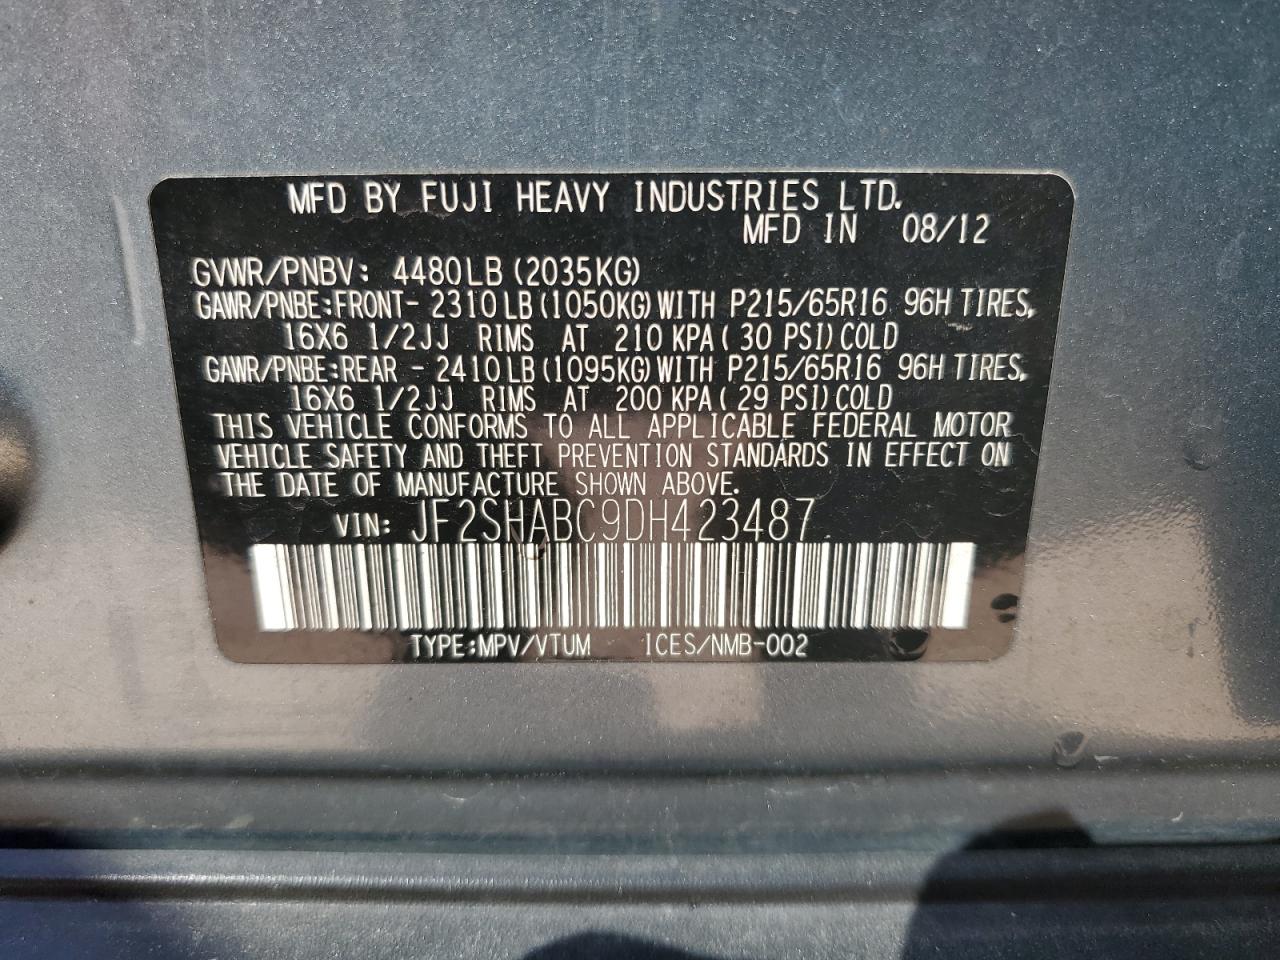 MFD BY FUJI HEAVY INDUSTRIES LTD.
MFD IN 08/12
GVWR/PNBV: 4480LB (2035KG)
GAWR/PNBE:FRONT- 2310LB (1050KG) WITH P215/65R16 96H TIRES,
16X6 1/2JJ RIMS AT 210 KPA (30 PSI) COLD
GAWR/PNBE:REAR - 2410LB (1095KG) WITH P215/65R16 96H TIRES,
16X6 1/2JJ RIMS AT 200 KPA (29 PSI) COLD
THIS VEHICLE CONFORMS TO ALL APPLICABLE FEDERAL MOTOR
VEHICLE SAFETY AND THEFT PREVENTION STANDARDS IN EFFECT ON
THE DATE OF MANUFACTURE SHOWN ABOVE.
VIN: JF2SHABC9DH423487
TYPE:MPV/VTUM ICES/NMB-002